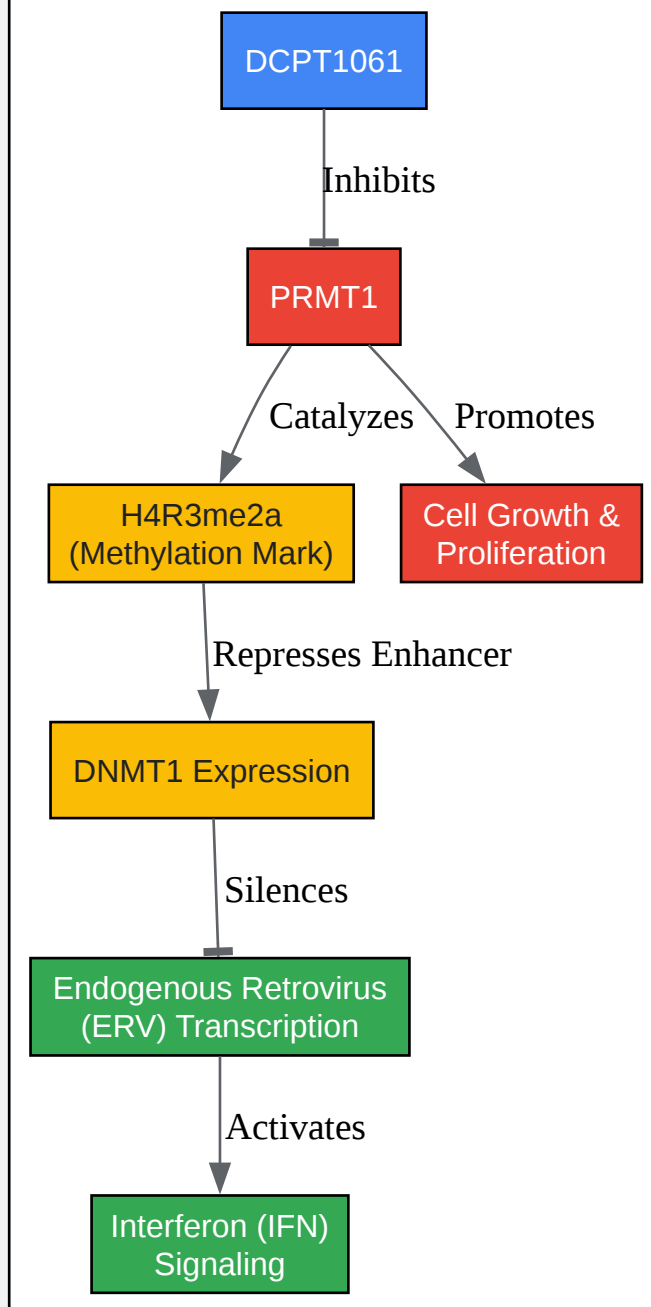 DCPT1061
Inhibits
PRMT1
Catalyzes
Promotes
H4R3me2a
(Methylation Mark)
Cell Growth &
Proliferation
Represses Enhancer
DNMT1 Expression
Silences
Endogenous Retrovirus
(ERV) Transcription
Activates
Interferon (IFN)
Signaling